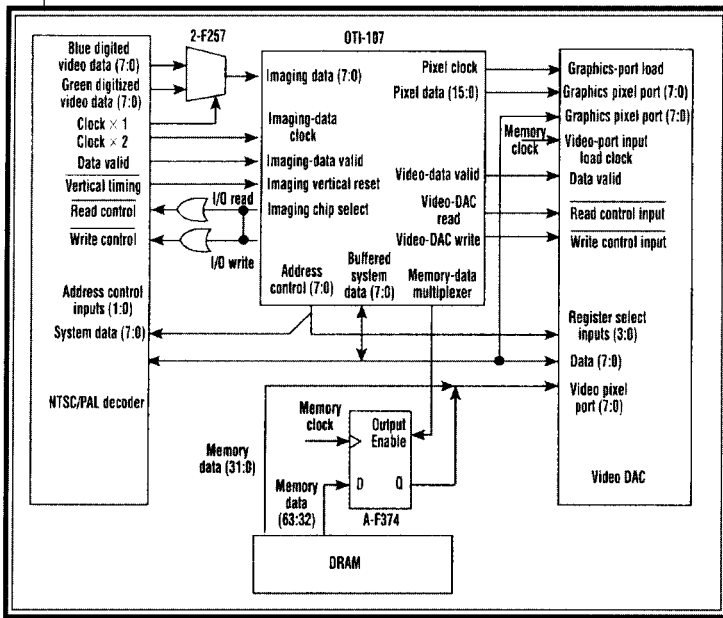 2-F257
OTI-107
Blue digited
video data (7:0)
Green digitized
video data (7:0)
Clock × 1
Clock × 2
Data valid
Vertical timing
Read control
Write control
Address control
inputs (1:0)
System data (7:0)
NTSC/PAL decoder
I/O read
I/O write
Imaging data (7:0)
Imaging-data
clock
Imaging-data valid
Imaging vertical reset
Imaging chip select
Pixel clock
Pixel data (15:0)
Video-data valid
Video-DAC
read
Video-DAC write
Address
control (7:0)
Buffered
system
data (7:0)
Memory-data
multiplexer
Graphics-port load
Graphics pixel port (7:0)
Graphics pixel port (7:0)
Memory
clock
Video-port input
load clock
Data valid
Read control input
Write control input
Register select
inputs (3:0)
Data (7:0)
Video pixel
port (7:0)
Video DAC
Memory
clock
Output
Enable
D
Q
A-F374
Memory
data (31:0)
Memory
data
(63:32)
DRAM